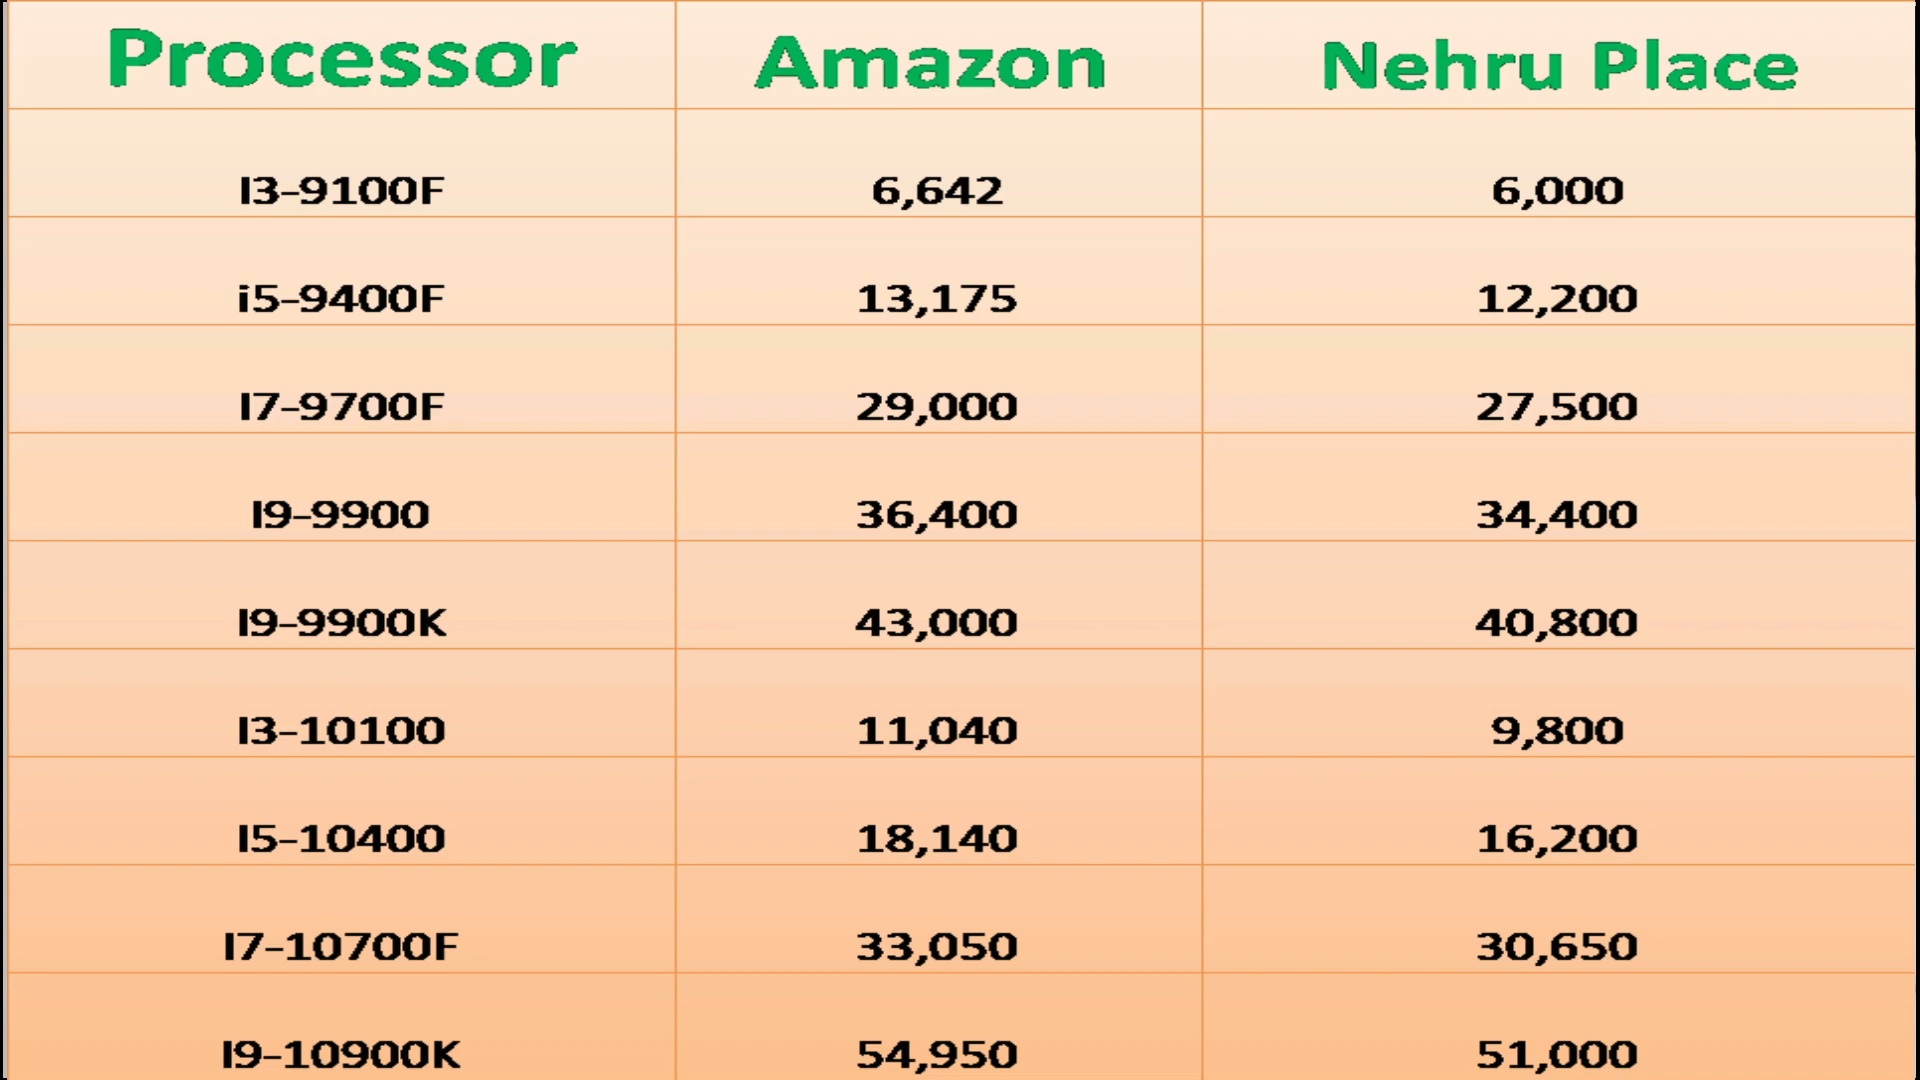 Processor Amazon Nehru Place
I3-9100F 6,642 6,000
i5-9400F 13,175 12,200
I7-9700F 29,000 27,500
I9-9900 36,400 34,400
I9-9900K 43,000 40,800
I3-10100 11,040 9,800
I5-10400 18,140 16,200
I7-10700F 33,050 30,650
I9-10900K 54,950 51,000